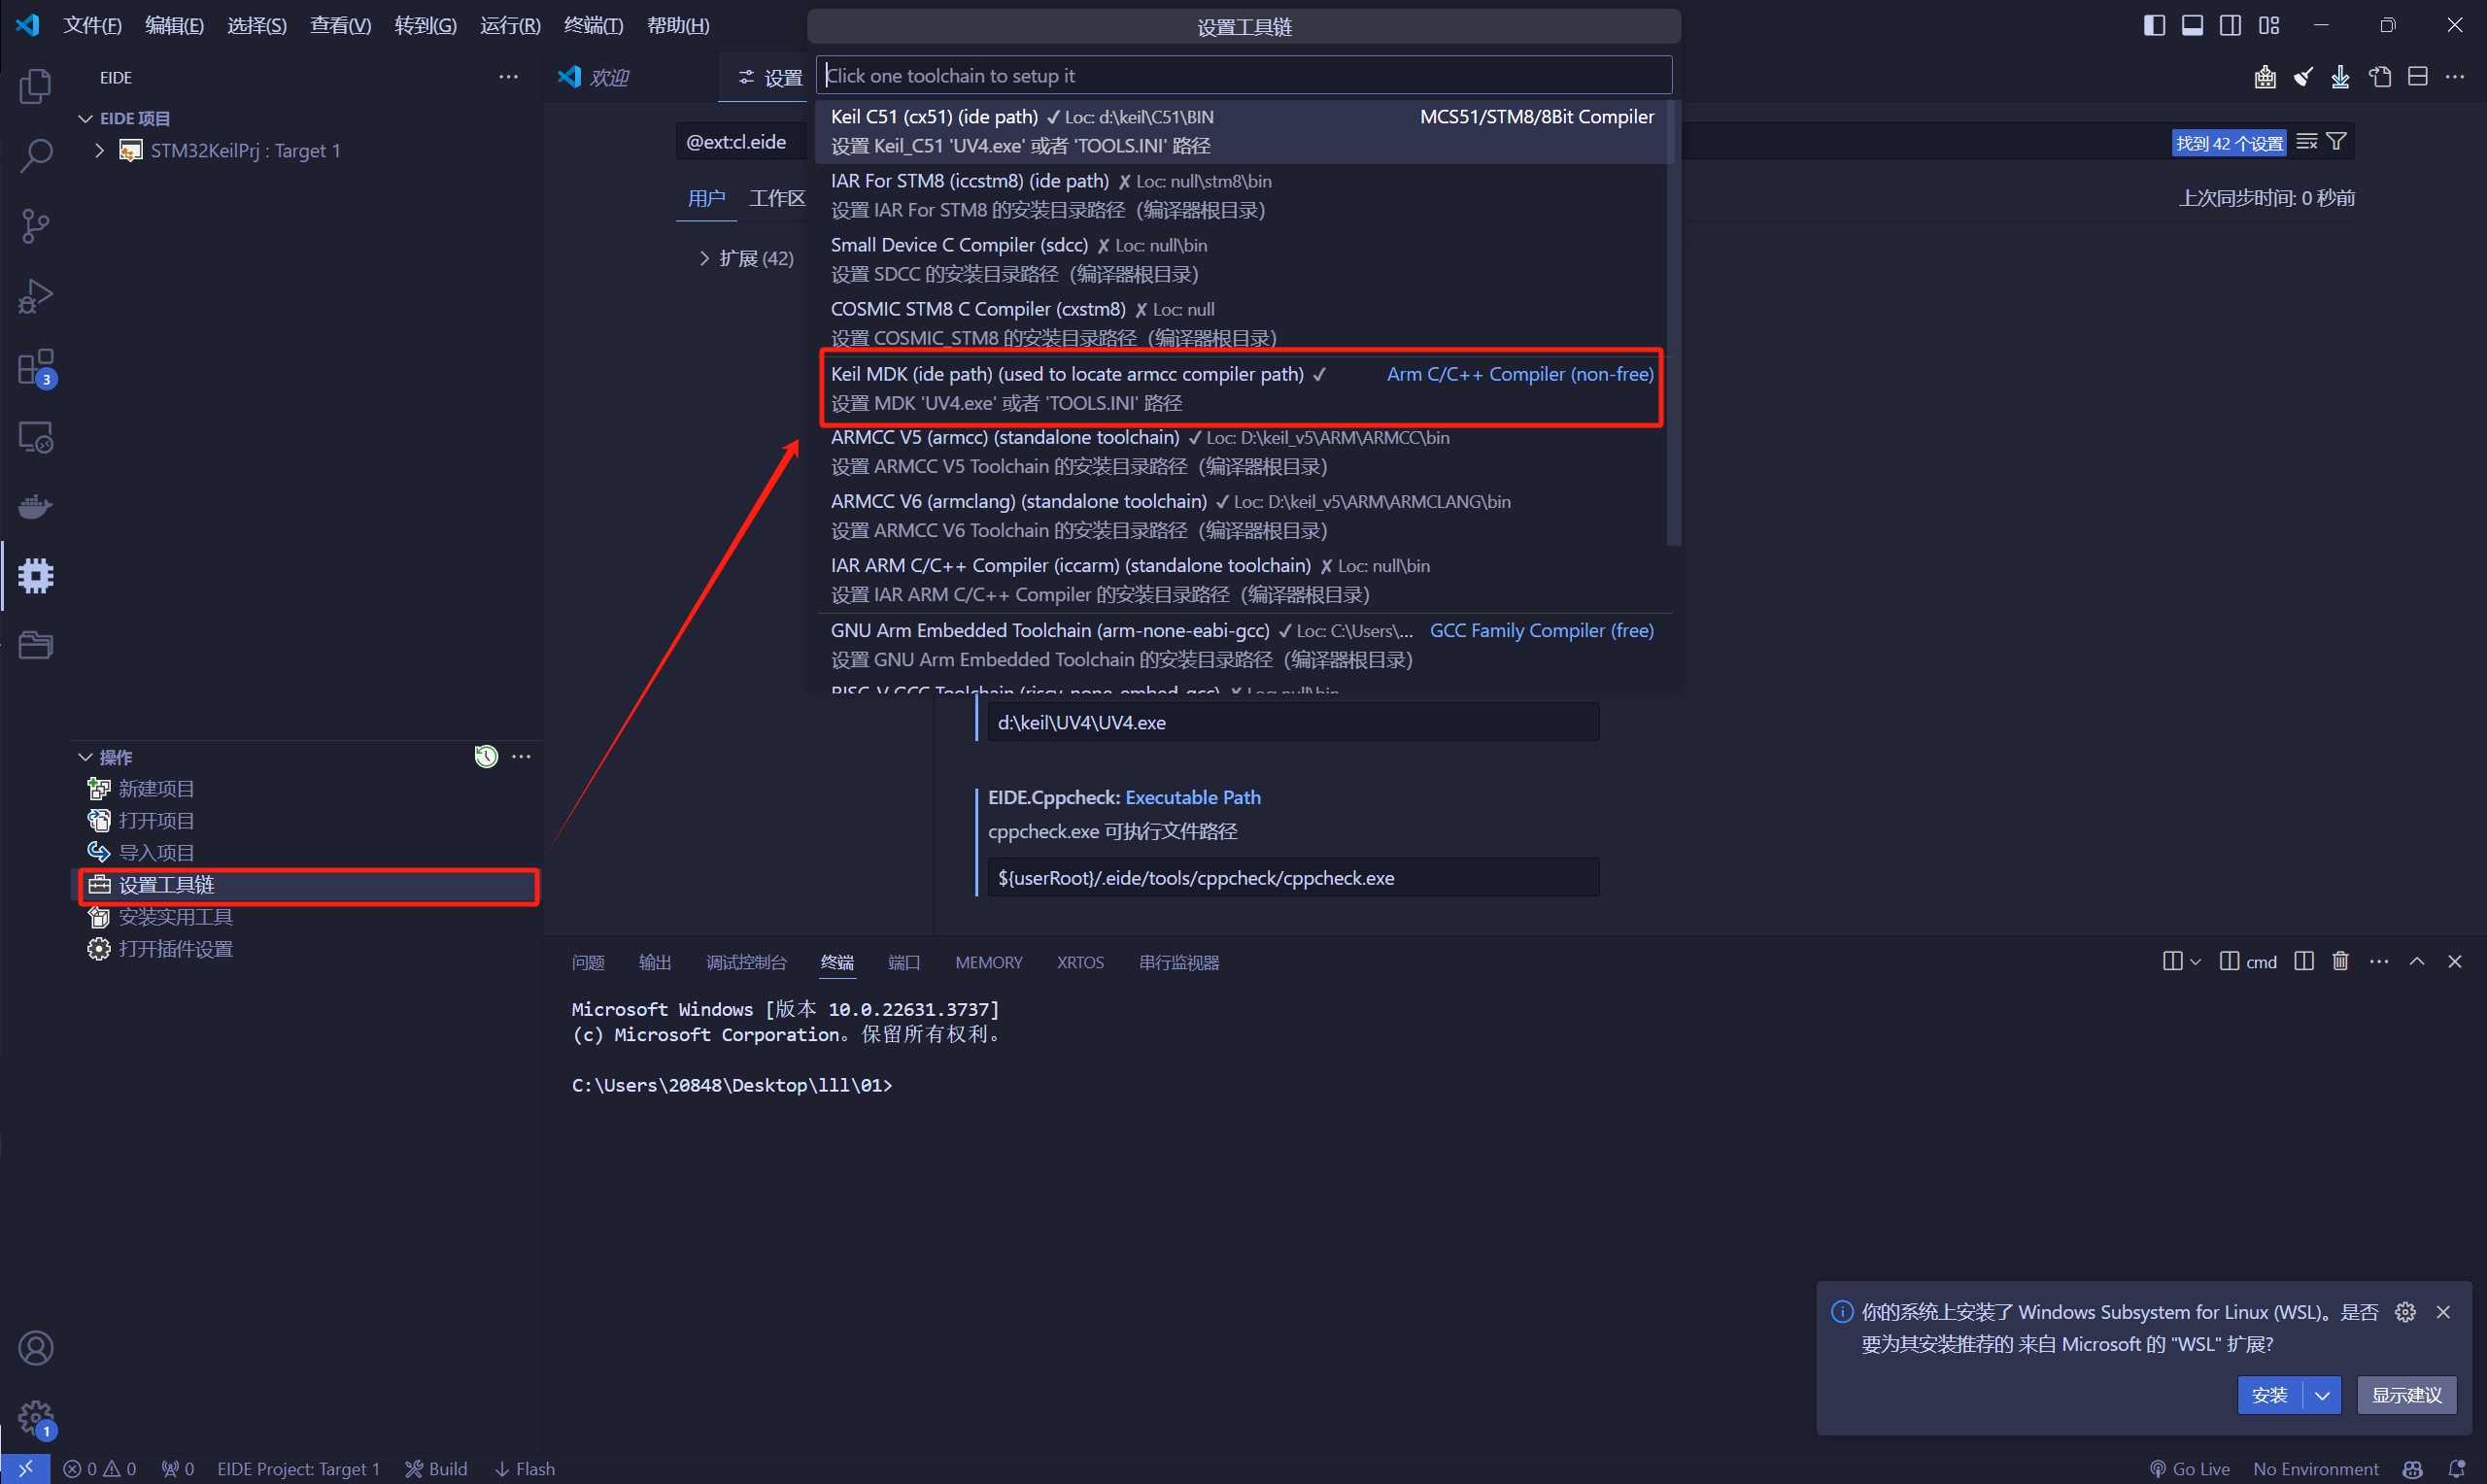 文件(F) 编辑(E) 选择(S) 查看(V) 转到(G) 运行(R) 终端(T) 帮助(H)
设置工具链
EIDE
欢迎
设置
Click one toolchain to setup it
EIDE 项目
STM32KeilPrj : Target 1
@ext:cl.eide
找到 42 个设置
用户 工作区
上次同步时间: 0 秒前
扩展 (42)
Keil C51 (cx51) (ide path) ✓ Loc: d:\keil\C51\BIN MCS51/STM8/8Bit Compiler
设置 Keil_C51 'UV4.exe' 或者 'TOOLS.INI' 路径
IAR For STM8 (iccstm8) (ide path) ✗ Loc: null\stm8\bin
设置 IAR For STM8 的安装目录路径（编译器根目录）
Small Device C Compiler (sdcc) ✗ Loc: null\bin
设置 SDCC 的安装目录路径（编译器根目录）
COSMIC STM8 C Compiler (cxstm8) ✗ Loc: null
设置 COSMIC_STM8 的安装目录路径（编译器根目录）
Keil MDK (ide path) (used to locate armcc compiler path) ✓ Arm C/C++ Compiler (non-free)
设置 MDK 'UV4.exe' 或者 'TOOLS.INI' 路径
ARMCC V5 (armcc) (standalone toolchain) ✓ Loc: D:\keil_v5\ARM\ARMCC\bin
设置 ARMCC V5 Toolchain 的安装目录路径（编译器根目录）
ARMCC V6 (armclang) (standalone toolchain) ✓ Loc: D:\keil_v5\ARM\ARMCLANG\bin
设置 ARMCC V6 Toolchain 的安装目录路径（编译器根目录）
IAR ARM C/C++ Compiler (iccarm) (standalone toolchain) ✗ Loc: null\bin
设置 IAR ARM C/C++ Compiler 的安装目录路径（编译器根目录）
GNU Arm Embedded Toolchain (arm-none-eabi-gcc) ✓ Loc: C:\Users\... GCC Family Compiler (free)
设置 GNU Arm Embedded Toolchain 的安装目录路径（编译器根目录）
RISC-V GCC Toolchain (riscv-none-embed-gcc) ✗ Loc: null\bin
d:\keil\UV4\UV4.exe
EIDE.Cppcheck: Executable Path
cppcheck.exe 可执行文件路径
${userRoot}/.eide/tools/cppcheck/cppcheck.exe
操作
新建项目
打开项目
导入项目
设置工具链
安装实用工具
打开插件设置
3
问题 输出 调试控制台 终端 端口 MEMORY XRTOS 串行监视器
cmd
Microsoft Windows [版本 10.0.22631.3737]
(c) Microsoft Corporation。保留所有权利。
C:\Users\20848\Desktop\lll\01>
你的系统上安装了 Windows Subsystem for Linux (WSL)。是否
要为其安装推荐的 来自 Microsoft 的 "WSL" 扩展?
安装
显示建议
1
0 0 0 EIDE Project: Target 1 Build Flash
Go Live No Environment